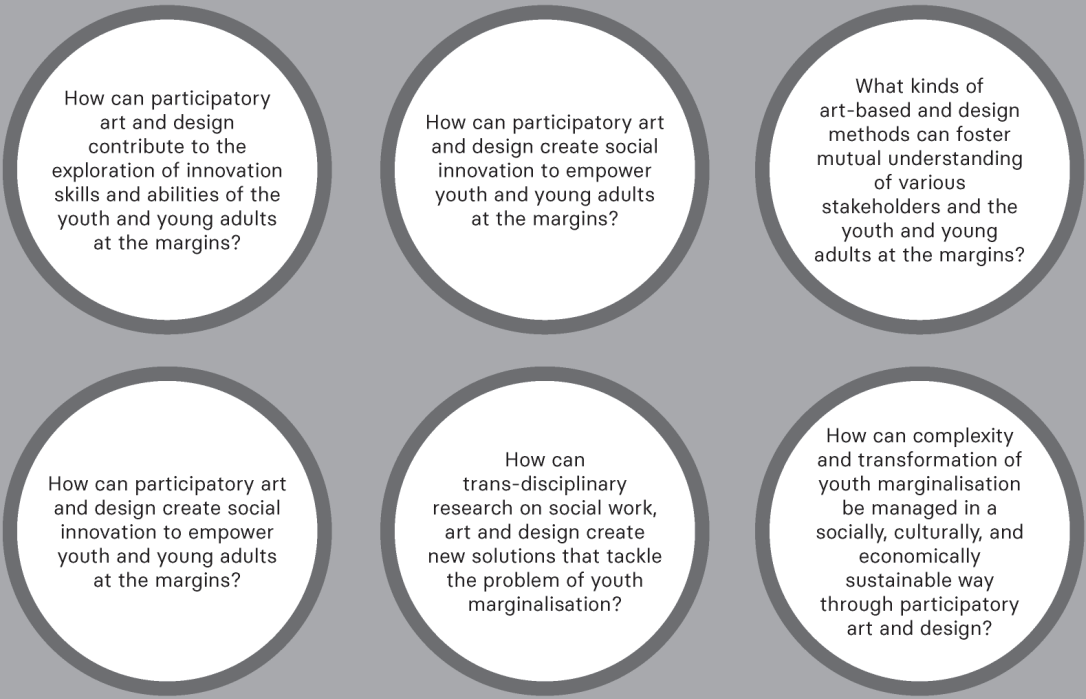 How can participatory
art and design
contribute to the
exploration of innovation
skills and abilities of the
youth and young adults
at the margins?
How can participatory art
and design create social
innovation to empower
youth and young adults
at the margins?
What kinds of
art-based and design
methods can foster
mutual understanding
of various
stakeholders and the
youth and young
adults at the margins?
How can participatory art
and design create social
innovation to empower
youth and young adults
at the margins?
How can
trans-disciplinary
research on social work,
art and design create
new solutions that tackle
the problem of youth
marginalisation?
How can complexity
and transformation of
youth marginalisation
be managed in a
socially, culturally, and
economically
sustainable way
through participatory
art and design?